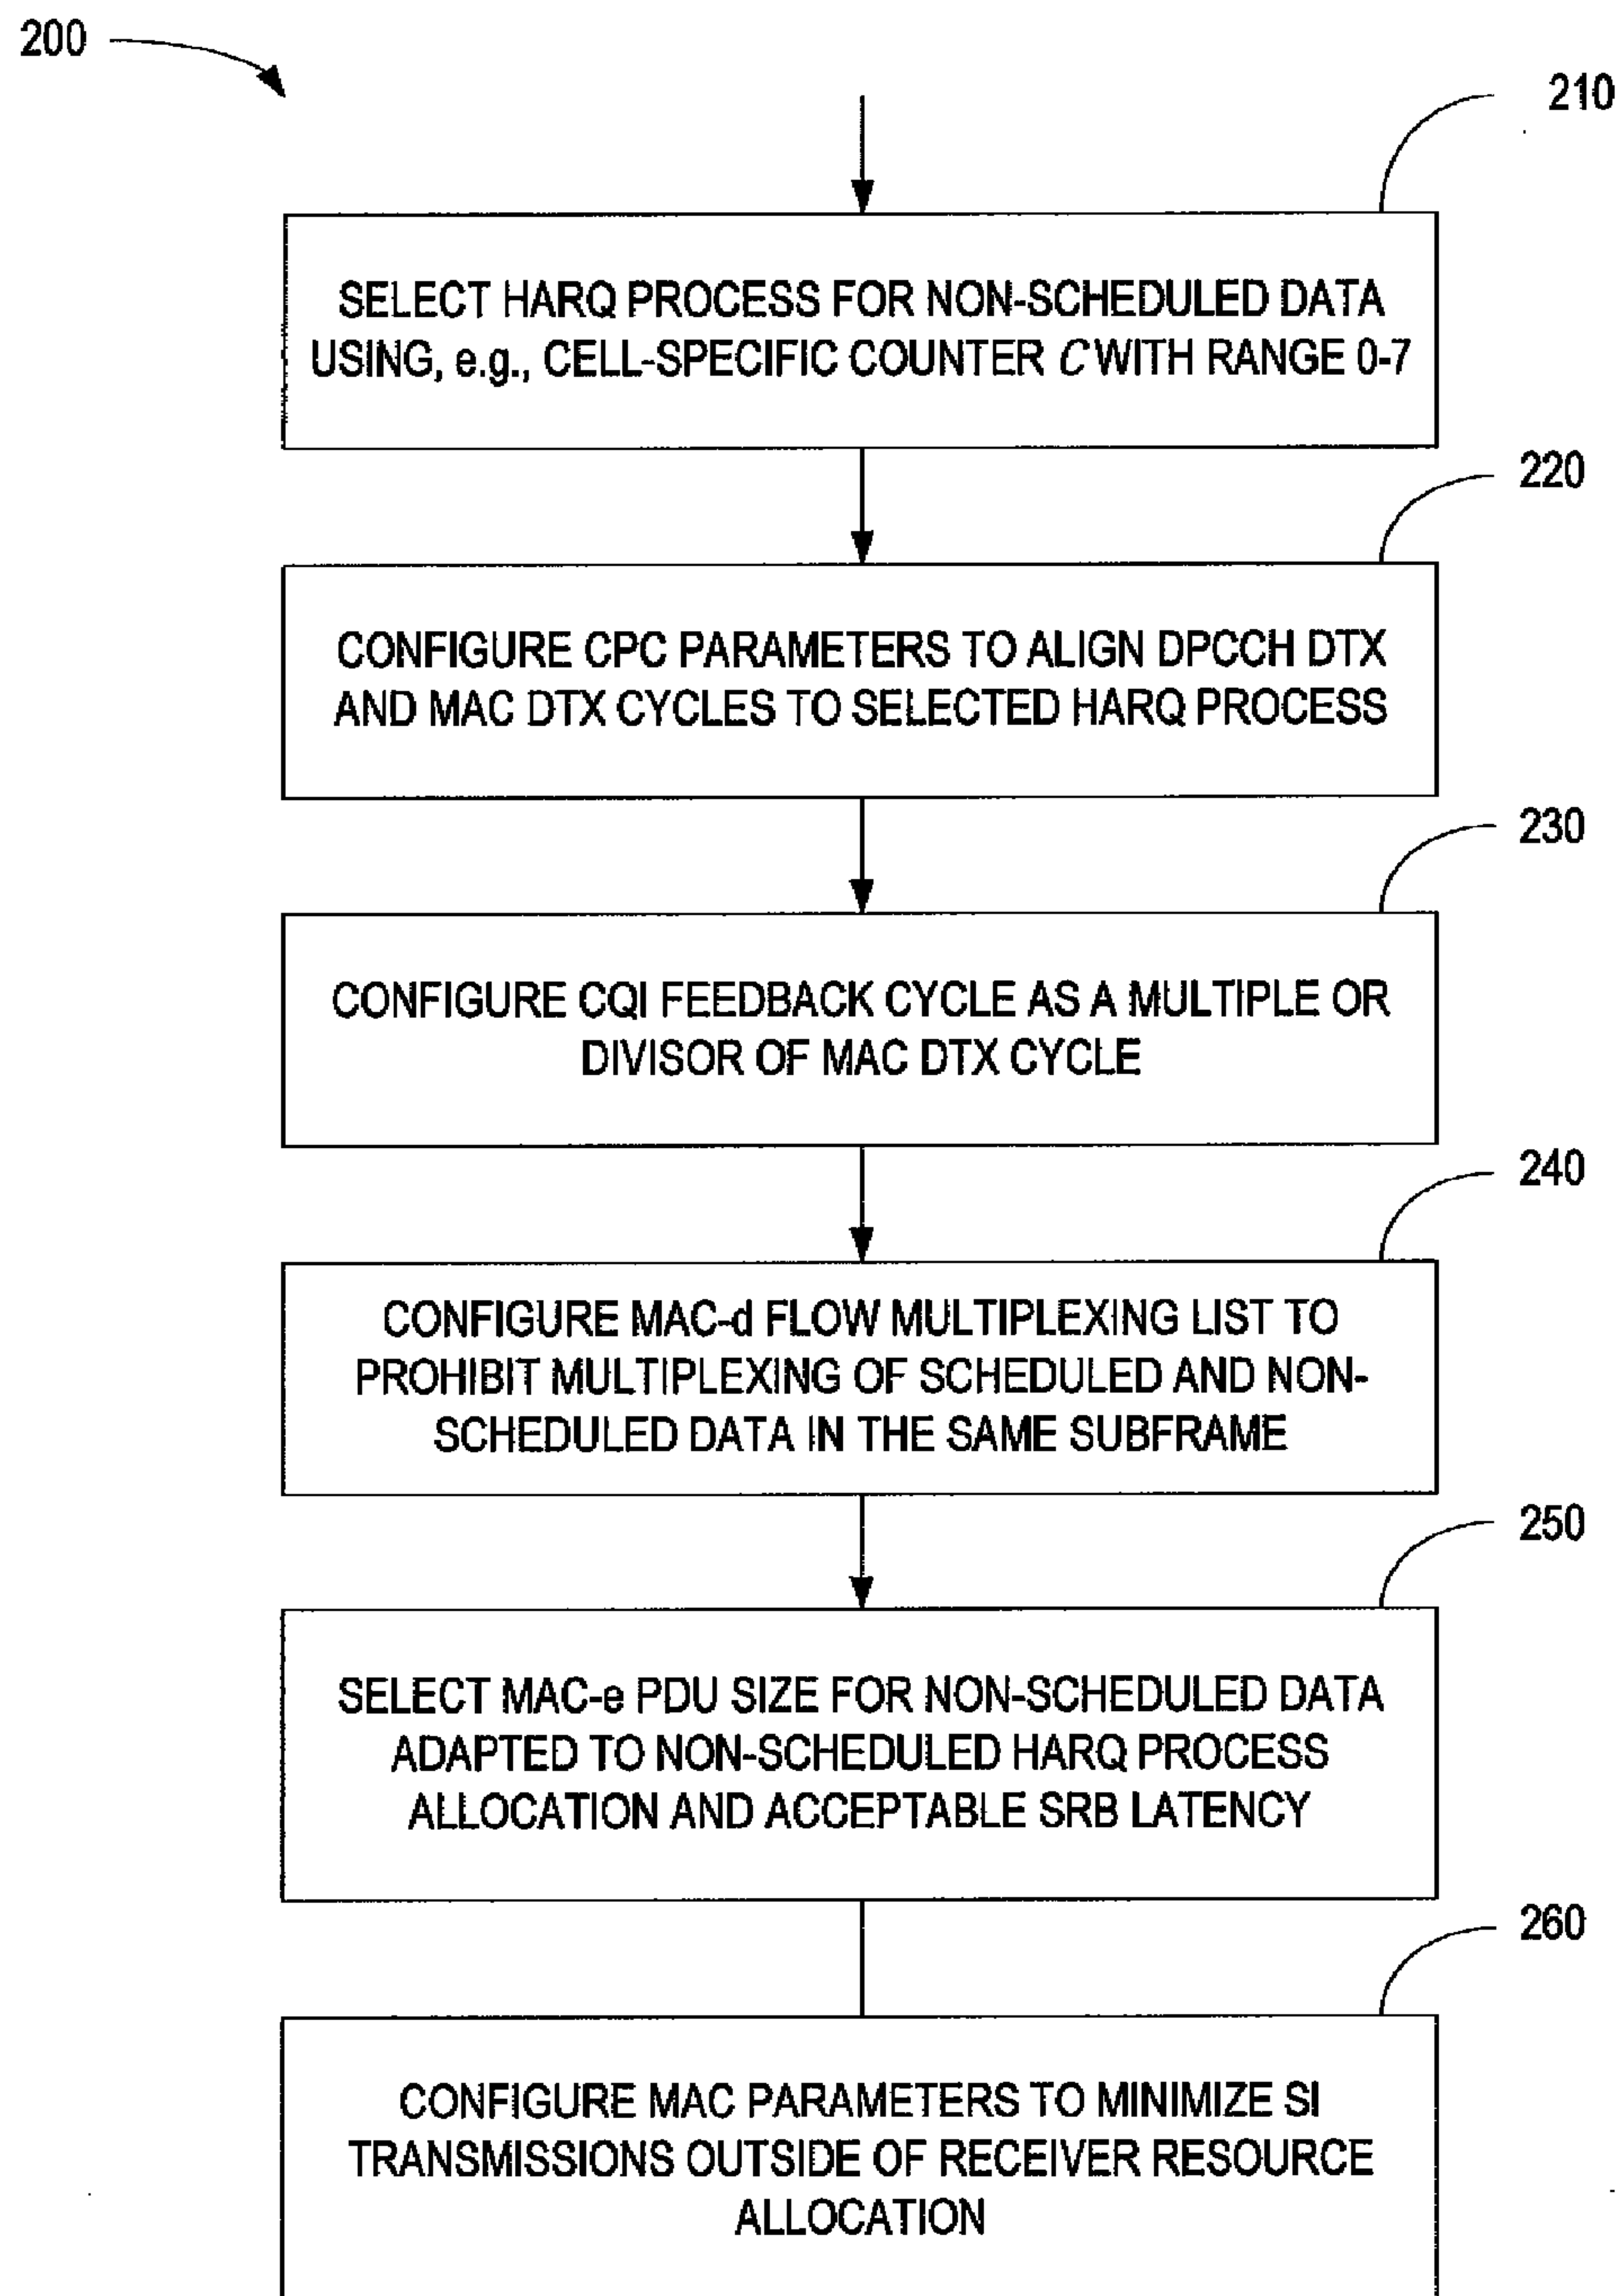 200
210
SELECT HARQ PROCESS FOR NON-SCHEDULED DATA
USING, e.g., CELL-SPECIFIC COUNTER C WITH RANGE 0-7
220
CONFIGURE CPC PARAMETERS TO ALIGN DPCCH DTX
AND MAC DTX CYCLES TO SELECTED HARQ PROCESS
230
CONFIGURE CQI FEEDBACK CYCLE AS A MULTIPLE OR
DIVISOR OF MAC DTX CYCLE
240
CONFIGURE MAC-d FLOW MULTIPLEXING LIST TO
PROHIBIT MULTIPLEXING OF SCHEDULED AND NON-
SCHEDULED DATA IN THE SAME SUBFRAME
250
SELECT MAC-e PDU SIZE FOR NON-SCHEDULED DATA
ADAPTED TO NON-SCHEDULED HARQ PROCESS
ALLOCATION AND ACCEPTABLE SRB LATENCY
260
CONFIGURE MAC PARAMETERS TO MINIMIZE SI
TRANSMISSIONS OUTSIDE OF RECEIVER RESOURCE
ALLOCATION